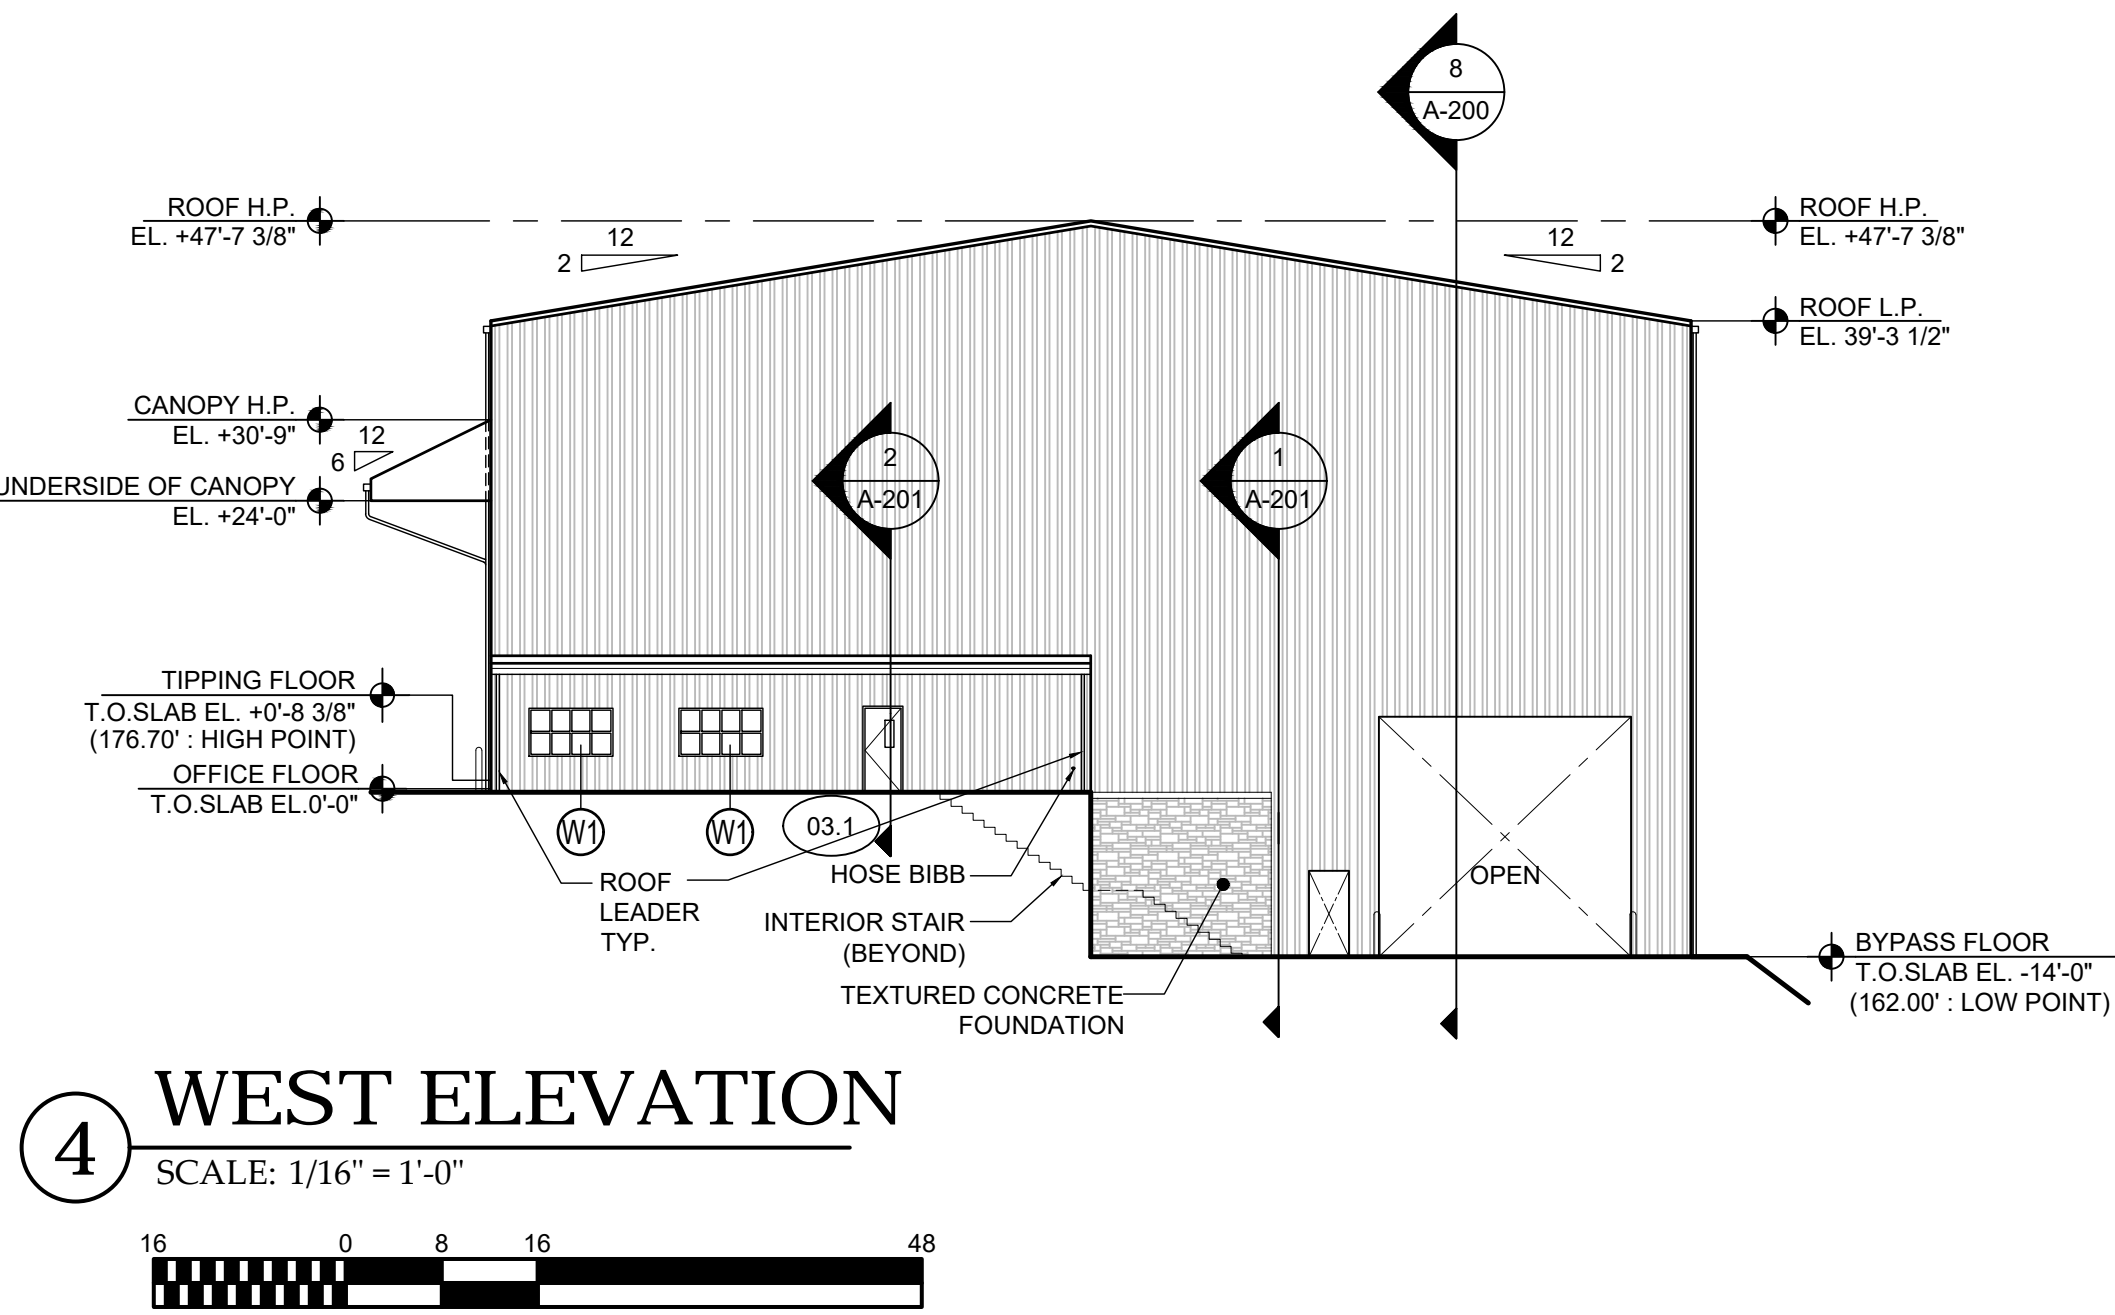 8
A-200
ROOF H.P.
EL. +47'-7 3/8"
12
2
12
2
ROOF H.P.
EL. +47'-7 3/8"
ROOF L.P.
EL. 39'-3 1/2"
CANOPY H.P.
EL. +30'-9"
12
6
UNDERSIDE OF CANOPY
EL. +24'-0"
2
A-201
1
A-201
TIPPING FLOOR
T.O.SLAB EL. +0'-8 3/8"
(176.70' : HIGH POINT)
OFFICE FLOOR
T.O.SLAB EL.0'-0"
W1
W1
03.1
ROOF
LEADER
TYP.
HOSE BIBB
INTERIOR STAIR
(BEYOND)
TEXTURED CONCRETE
FOUNDATION
OPEN
BYPASS FLOOR
T.O.SLAB EL. -14'-0"
(162.00' : LOW POINT)
4
WEST ELEVATION
SCALE: 1/16" = 1'-0"
16 0 8 16 48